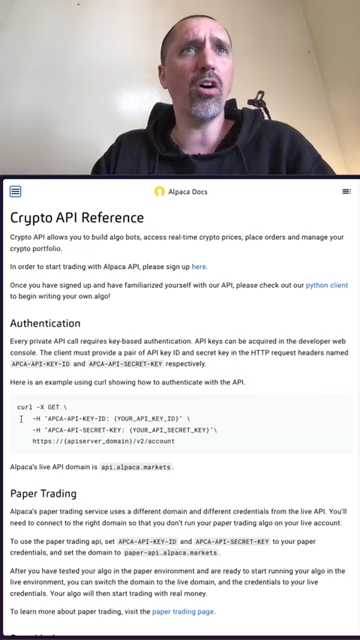 Alpaca Docs
Crypto API Reference
Crypto API allows you to build algo bots, access real-time crypto prices, place orders and manage your
crypto portfolio.
In order to start trading with Alpaca API, please sign up here.
Once you have signed up and have familiarized yourself with our API, please check out our python client
to begin writing your own algo!
Authentication
Every private API call requires key-based authentication. API keys can be acquired in the developer web
console. The client must provide a pair of API key ID and secret key in the HTTP request headers named
APCA-API-KEY-ID and APCA-API-SECRET-KEY respectively.
Here is an example using curl showing how to authenticate with the API.
curl -X GET \
-H "APCA-API-KEY-ID: {YOUR_API_KEY_ID}" \
-H "APCA-API-SECRET-KEY: {YOUR_API_SECRET_KEY}"\
https://{apiserver_domain}/v2/account
Alpaca's live API domain is api.alpaca.markets.
Paper Trading
Alpaca's paper trading service uses a different domain and different credentials from the live API. You'll
need to connect to the right domain so that you don't run your paper trading algo on your live account.
To use the paper trading api, set APCA-API-KEY-ID and APCA-API-SECRET-KEY to your paper
credentials, and set the domain to paper-api.alpaca.markets.
After you have tested your algo in the paper environment and are ready to start running your algo in the
live environment, you can switch the domain to the live domain, and the credentials to your live
credentials. Your algo will then start trading with real money.
To learn more about paper trading, visit the paper trading page.